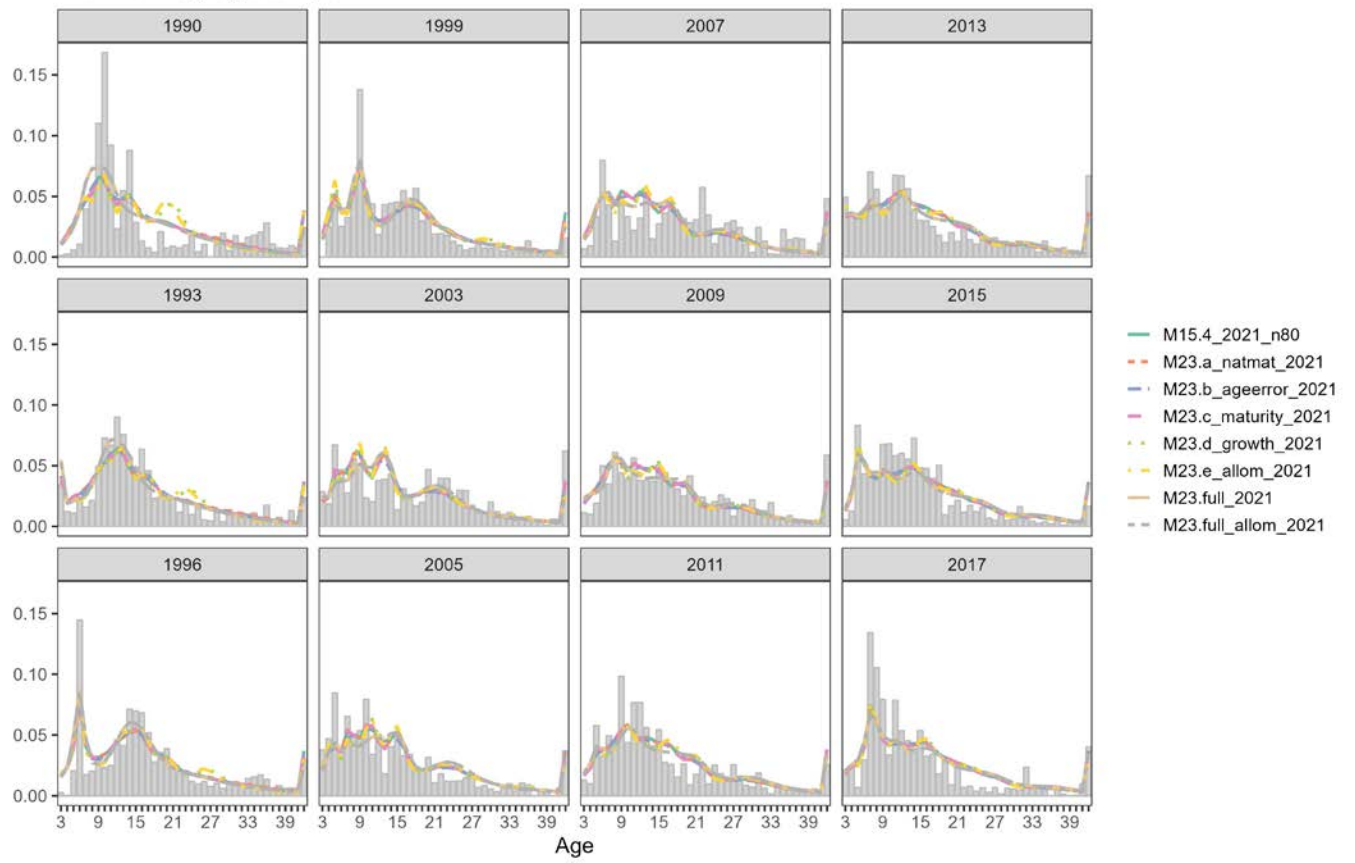 1990 1999 2007 2013
0.15
0.10
0.05
0.00
1993 2003 2009 2015
0.15
0.10
0.05
0.00
1996 2005 2011 2017
0.15
0.10
0.05
0.00
3 9 15 21 27 33 39 3 9 15 21 27 33 39 3 9 15 21 27 33 39 3 9 15 21 27 33 39
Age
M15.4_2021_n80
M23.a_natmat_2021
M23.b_ageerror_2021
M23.c_maturity_2021
M23.d_growth_2021
M23.e_allom_2021
M23.full_2021
M23.full_allom_2021